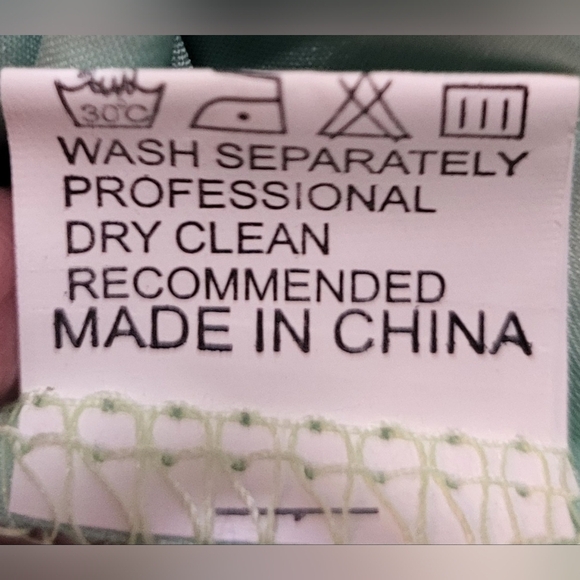 30°C
WASH SEPARATELY
PROFESSIONAL
DRY CLEAN
RECOMMENDED
MADE IN CHINA